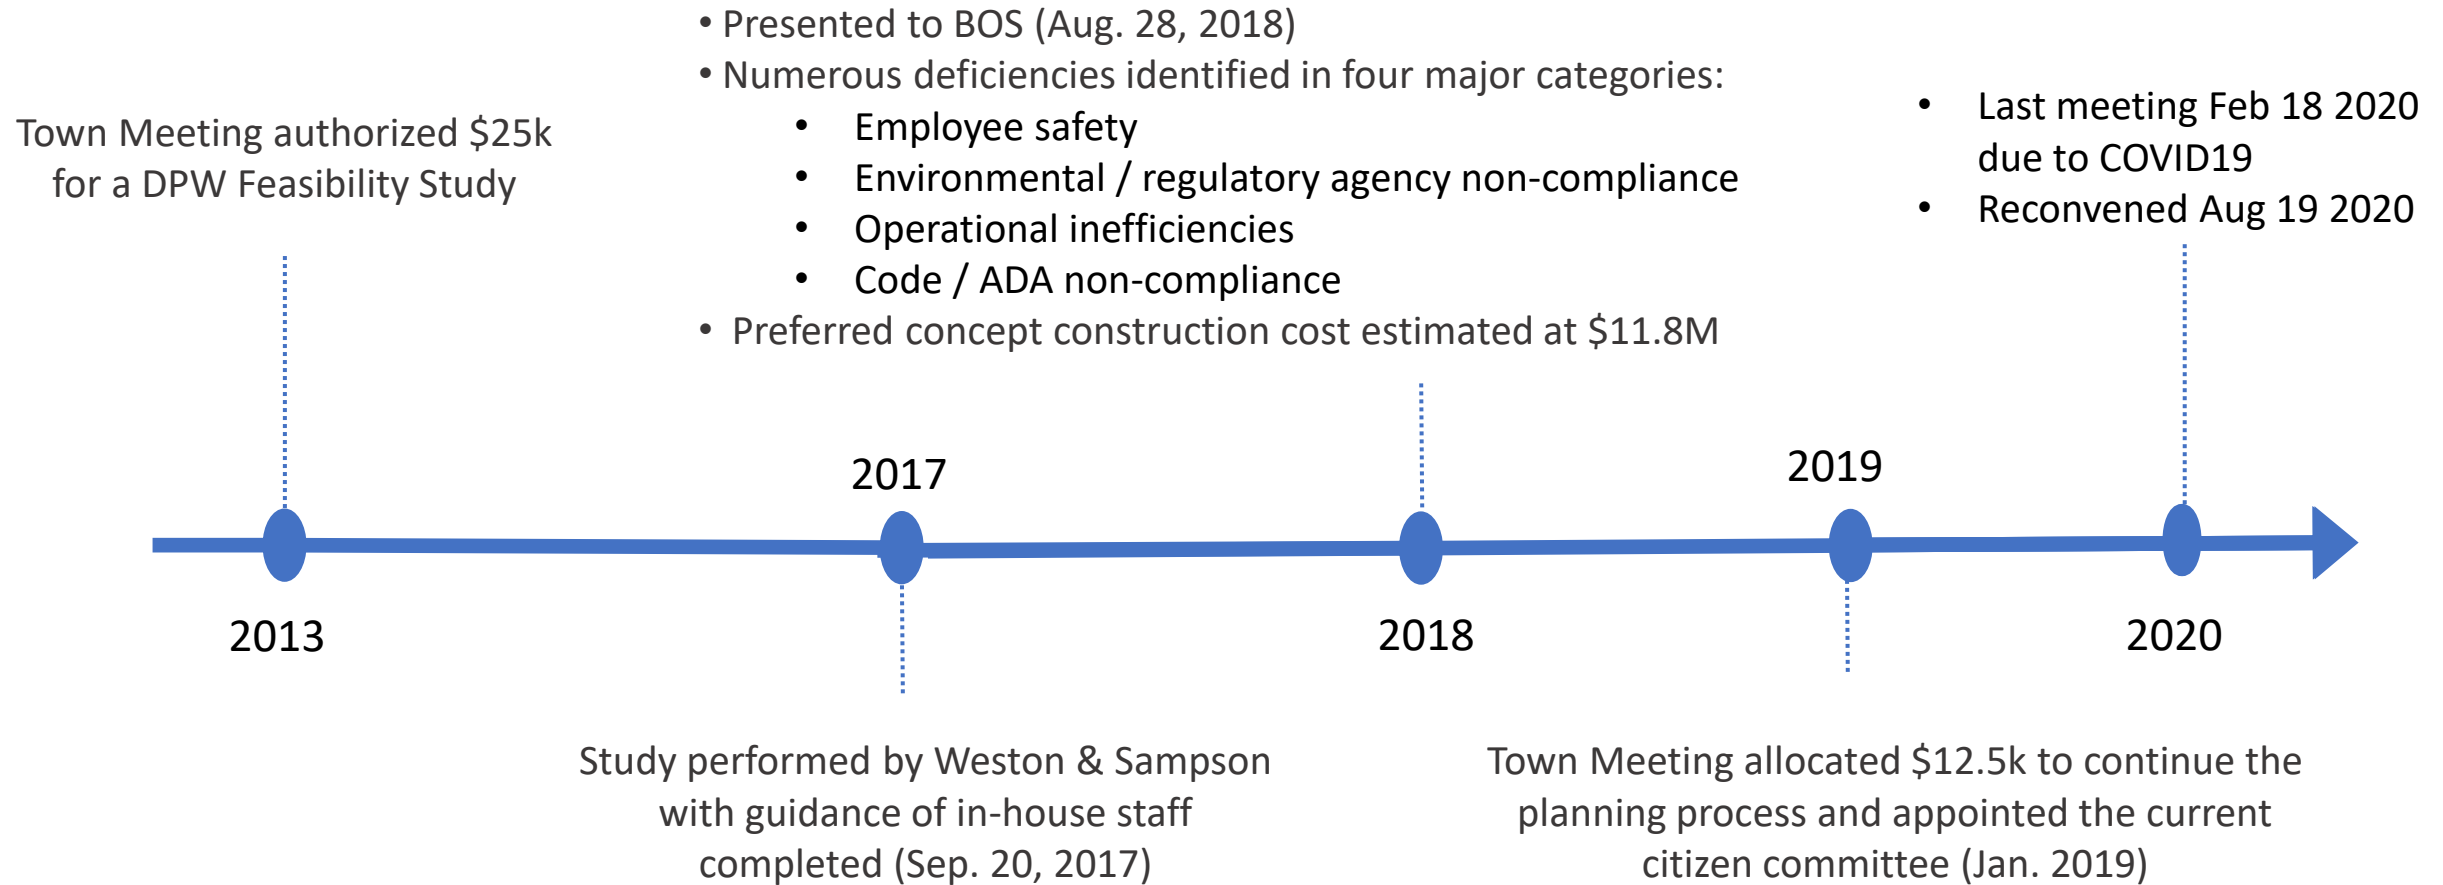 Town Meeting authorized $25k
for a DPW Feasibility Study
• Presented to BOS (Aug. 28, 2018)
• Numerous deficiencies identified in four major categories:
• Employee safety
• Environmental / regulatory agency non-compliance
• Operational inefficiencies
• Code / ADA non-compliance
• Preferred concept construction cost estimated at $11.8M
• Last meeting Feb 18 2020
due to COVID19
• Reconvened Aug 19 2020
2017
2019
2013
2018
2020
Study performed by Weston & Sampson
with guidance of in-house staff
completed (Sep. 20, 2017)
Town Meeting allocated $12.5k to continue the
planning process and appointed the current
citizen committee (Jan. 2019)